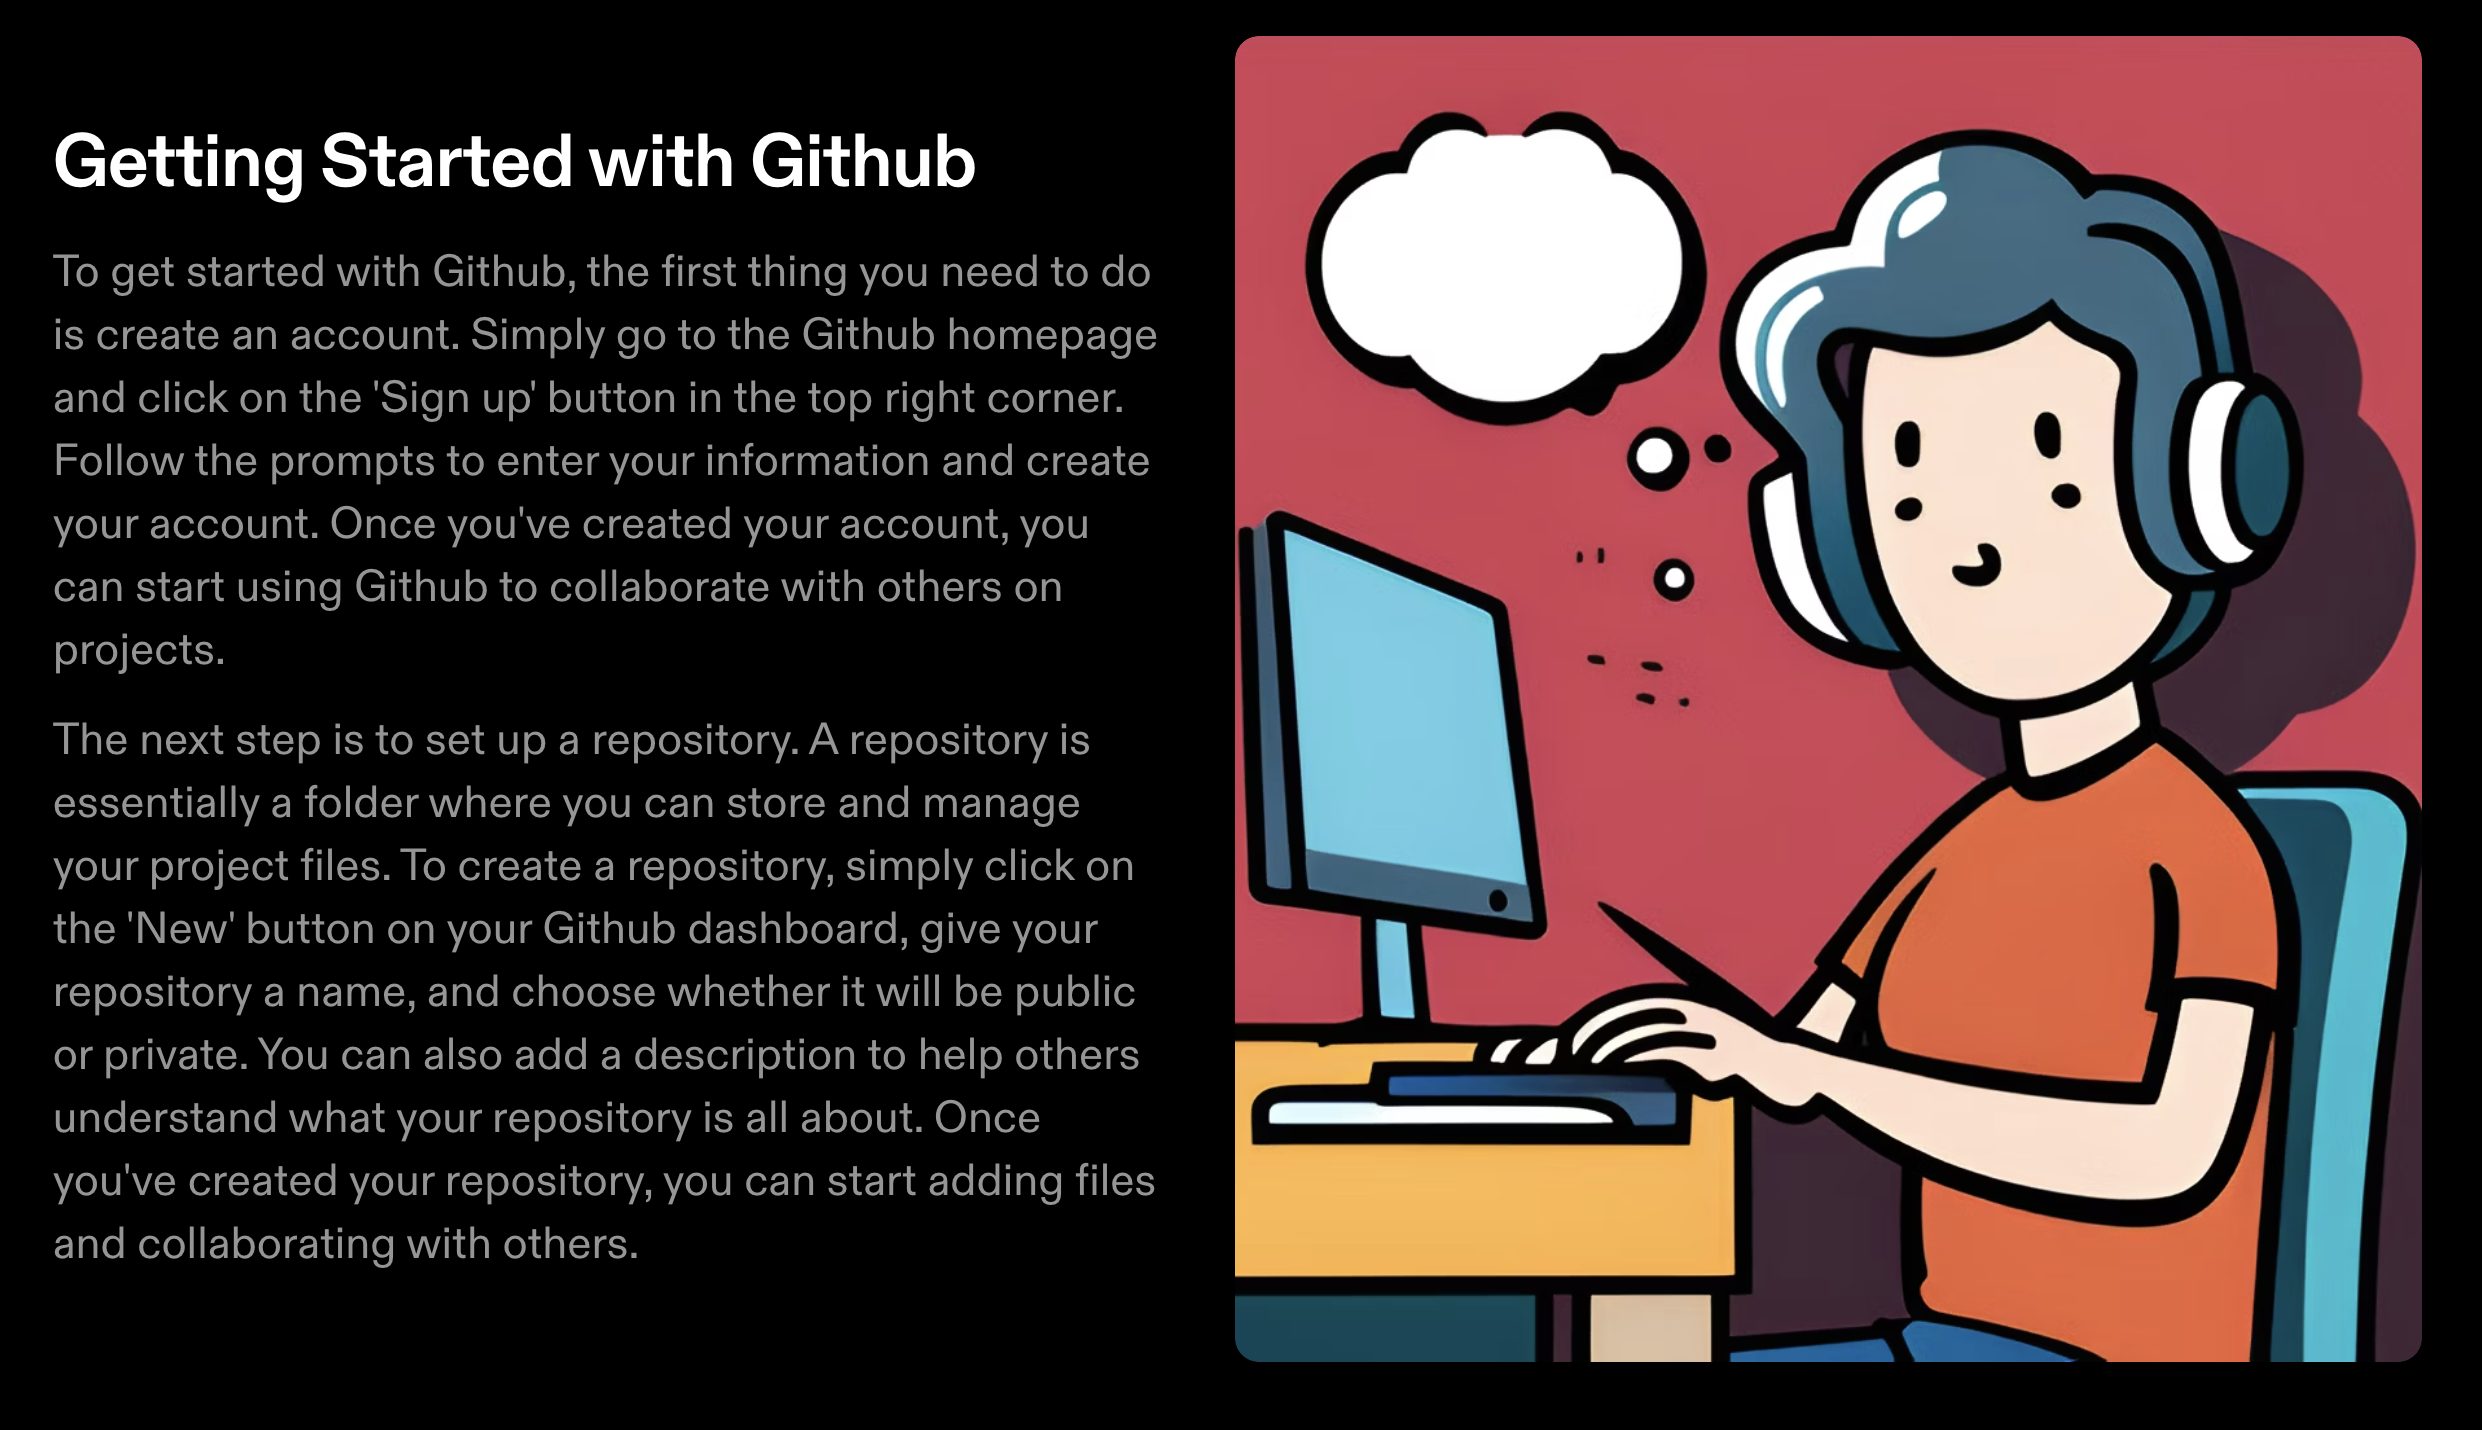 Getting Started with Github
To get started with Github, the first thing you need to do
is create an account. Simply go to the Github homepage
and click on the 'Sign up' button in the top right corner.
Follow the prompts to enter your information and create
your account. Once you've created your account, you
can start using Github to collaborate with others on
projects.
The next step is to set up a repository. A repository is
essentially a folder where you can store and manage
your project files. To create a repository, simply click on
the 'New' button on your Github dashboard, give your
repository a name, and choose whether it will be public
or private. You can also add a description to help others
understand what your repository is all about. Once
you've created your repository, you can start adding files
and collaborating with others.